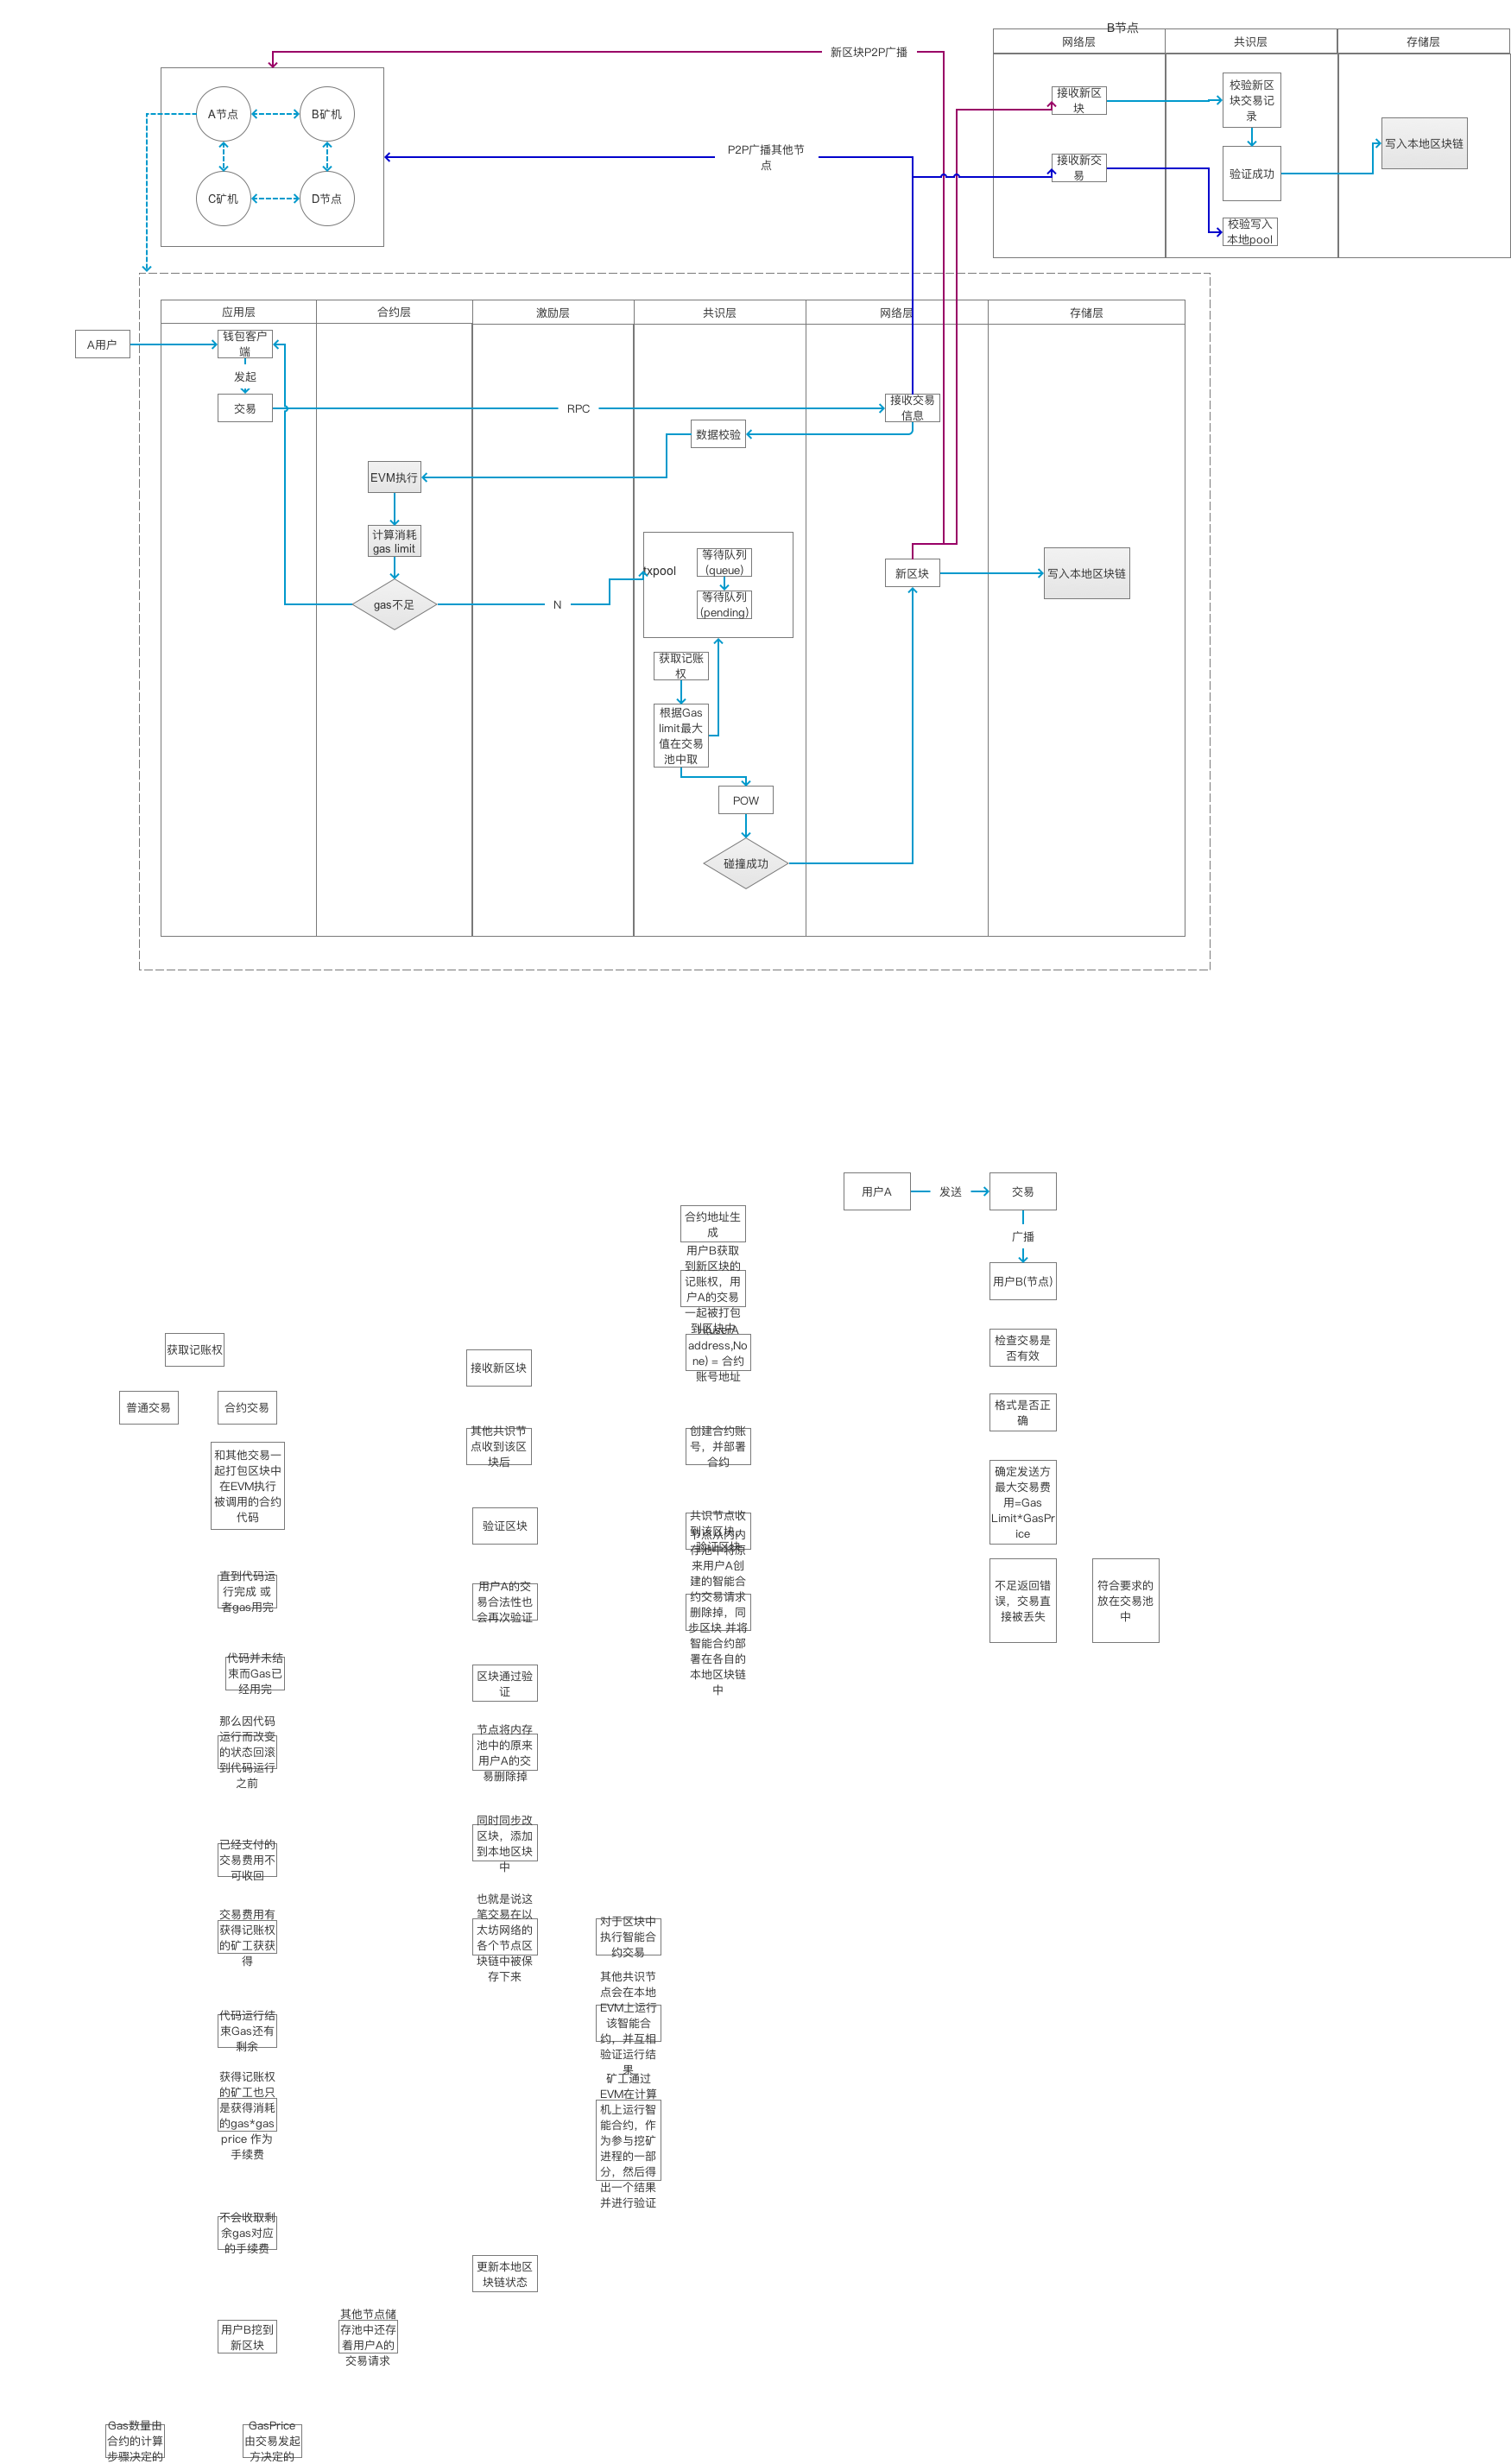 B节点
网络层
共识层
存储层
新区块P2P广播
接收新区
块
校验新区
块交易记
录
写入本地区块链
A节点
B矿机
P2P广播其他节
点
接收新交
易
验证成功
C矿机
D节点
校验写入
本地pool
应用层
合约层
激励层
共识层
网络层
存储层
A用户
钱包客户
端
发起
交易
RPC
接收交易
信息
数据校验
EVM执行
计算消耗
gas limit
gas不足
N
txpool
等待队列
(queue)
等待队列
(pending)
新区块
写入本地区块链
获取记账
权
根据Gas
limit最大
值在交易
池中取
POW
碰撞成功
用户A
发送
交易
广播
用户B(节点)
检查交易是
否有效
格式是否正
确
确定发送方
最大交易费
用=Gas
Limit*GasPr
ice
不足返回错
误，交易直
接被丢失
符合要求的
放在交易池
中
合约地址生
成
用户B获取
到新区块的
记账权，用
户A的交易
一起被打包
到区块中
address,No
ne) = 合约
账号地址
创建合约账
号，并部署
合约
共识节点收
到该区块，
验证区块
节点从内内
存池中将原
来用户A创
建的智能合
约交易请求
删除掉，同
步区块 并将
智能合约部
署在各自的
本地区块链
中
获取记账权
普通交易
合约交易
和其他交易一
起打包区块中
在EVM执行
被调用的合约
代码
直到代码运
行完成 或
者gas用完
代码并未结
束而Gas已
经用完
那么因代码
运行而改变
的状态回滚
到代码运行
之前
已经支付的
交易费用不
可收回
交易费用有
获得记账权
的矿工获获
得
代码运行结
束Gas还有
剩余
获得记账权
的矿工也只
是获得消耗
的gas*gas
price 作为
手续费
不会收取剩
余gas对应
的手续费
用户B挖到
新区块
其他节点储
存池中还存
着用户A的
交易请求
Gas数量由
合约的计算
步骤决定的
GasPrice
由交易发起
方决定的
接收新区块
其他共识节
点收到该区
块后
验证区块
用户A的交
易合法性也
会再次验证
区块通过验
证
节点将内存
池中的原来
用户A的交
易删除掉
同时同步改
区块，添加
到本地区块
中
也就是说这
笔交易在以
太坊网络的
各个节点区
块链中被保
存下来
对于区块中
执行智能合
约交易
其他共识节
点会在本地
EVM上运行
该智能合
约，并互相
验证运行结
果
矿工通过
EVM在计算
机上运行智
能合约，作
为参与挖矿
进程的一部
分，然后得
出一个结果
并进行验证
更新本地区
块链状态